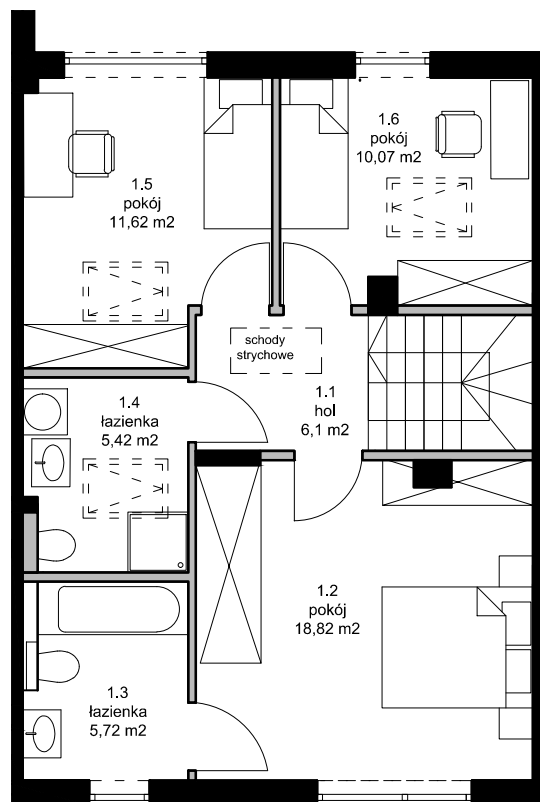 1.6
pokój
10,07 m2
1.5
pokój
11,62 m2
schody
strychowe
1.1
hol
6,1 m2
1.4
łazienka
5,42 m2
1.2
pokój
18,82 m2
1.3
łazienka
5,72 m2